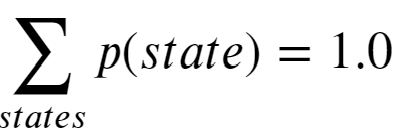 ∑ p(state) = 1.0
states